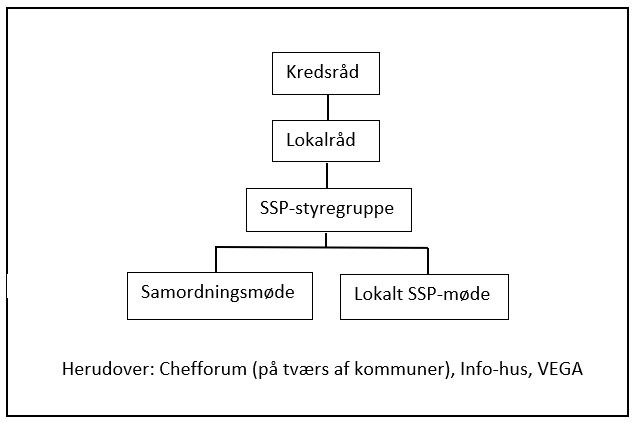 Kredsråd
Lokalråd
SSP-styregruppe
Samordningsmøde
Lokalt SSP-møde
Herudover: Chefforum (på tværs af kommuner), Info-hus, VEGA